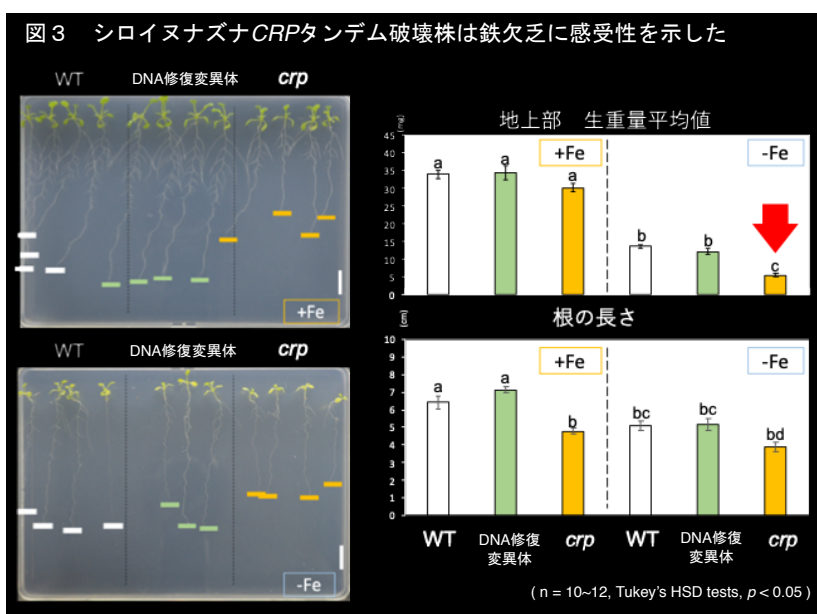 図３　シロイヌナズナCRPタンデム破壊株は鉄欠乏に感受性を示した
WT DNA修復変異体 crp
+Fe
WT DNA修復変異体 crp
-Fe
地上部　生重量平均値
(mg)
45
40
35
30
25
20
15
10
5
0
+Fe -Fe
a a a b b c
根の長さ
(cm)
10
9
8
7
6
5
4
3
2
1
0
+Fe -Fe
a a b bc bc bd
WT DNA修復変異体 crp WT DNA修復変異体 crp
( n = 10~12, Tukey's HSD tests, p < 0.05 )